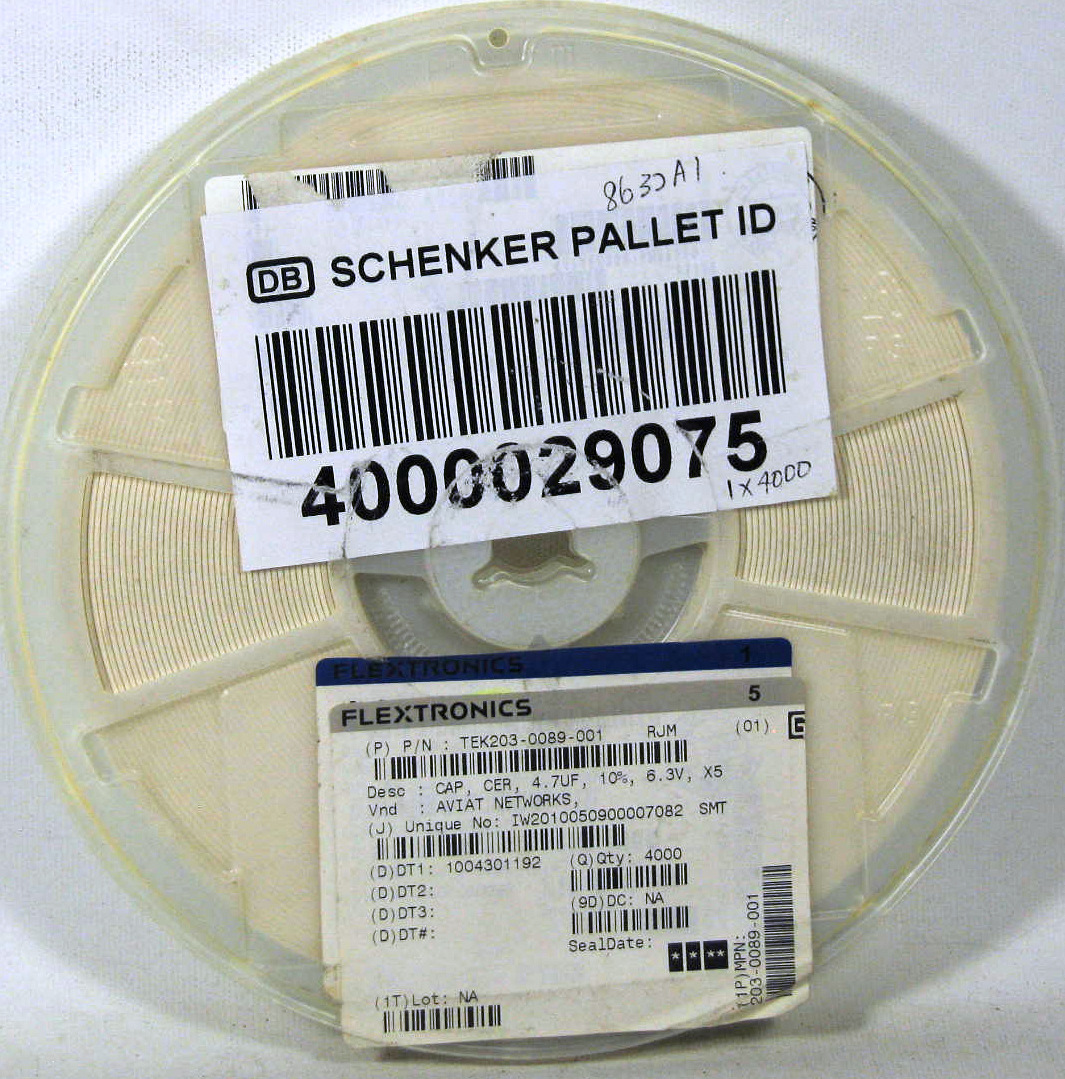 8630A1
DB SCHENKER PALLET ID
4000029075
1x4000
FLEXTRONICS 1
FLEXTRONICS 5
(P) P/N : TEK203-0089-001 RJM (01)
Desc : CAP, CER, 4.7UF, 10%, 6.3V, X5
Vnd : AVIAT NETWORKS,
(J) Unique No: IW2010050900007082 SMT
(D)DT1: 1004301192 (Q)Qty: 4000
(D)DT2:
(9D)DC: NA
(D)DT3:
(D)DT#:
SealDate: * * **
(1T)Lot: NA
(1P)MPN:
203-0089-001